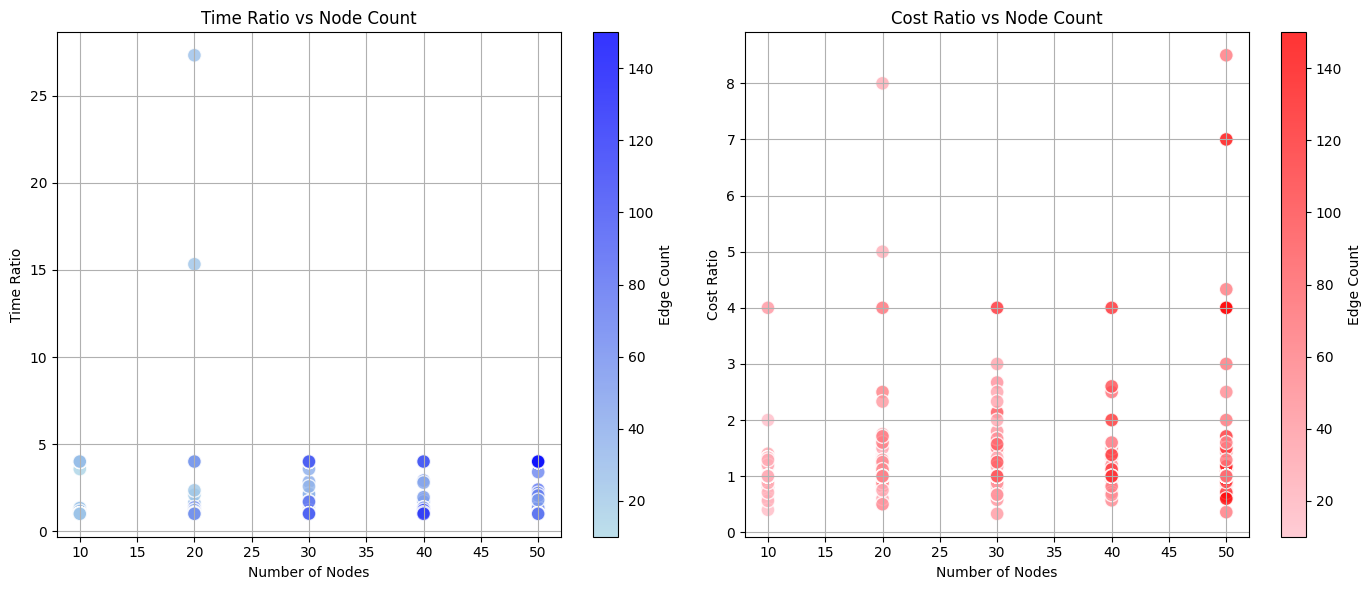 Time Ratio vs Node Count
Time Ratio
25
20
15
10
5
0
10 15 20 25 30 35 40 45 50
Number of Nodes
140
120
100
80
60
40
20
Edge Count
Cost Ratio vs Node Count
Cost Ratio
8
7
6
5
4
3
2
1
0
10 15 20 25 30 35 40 45 50
Number of Nodes
140
120
100
80
60
40
20
Edge Count